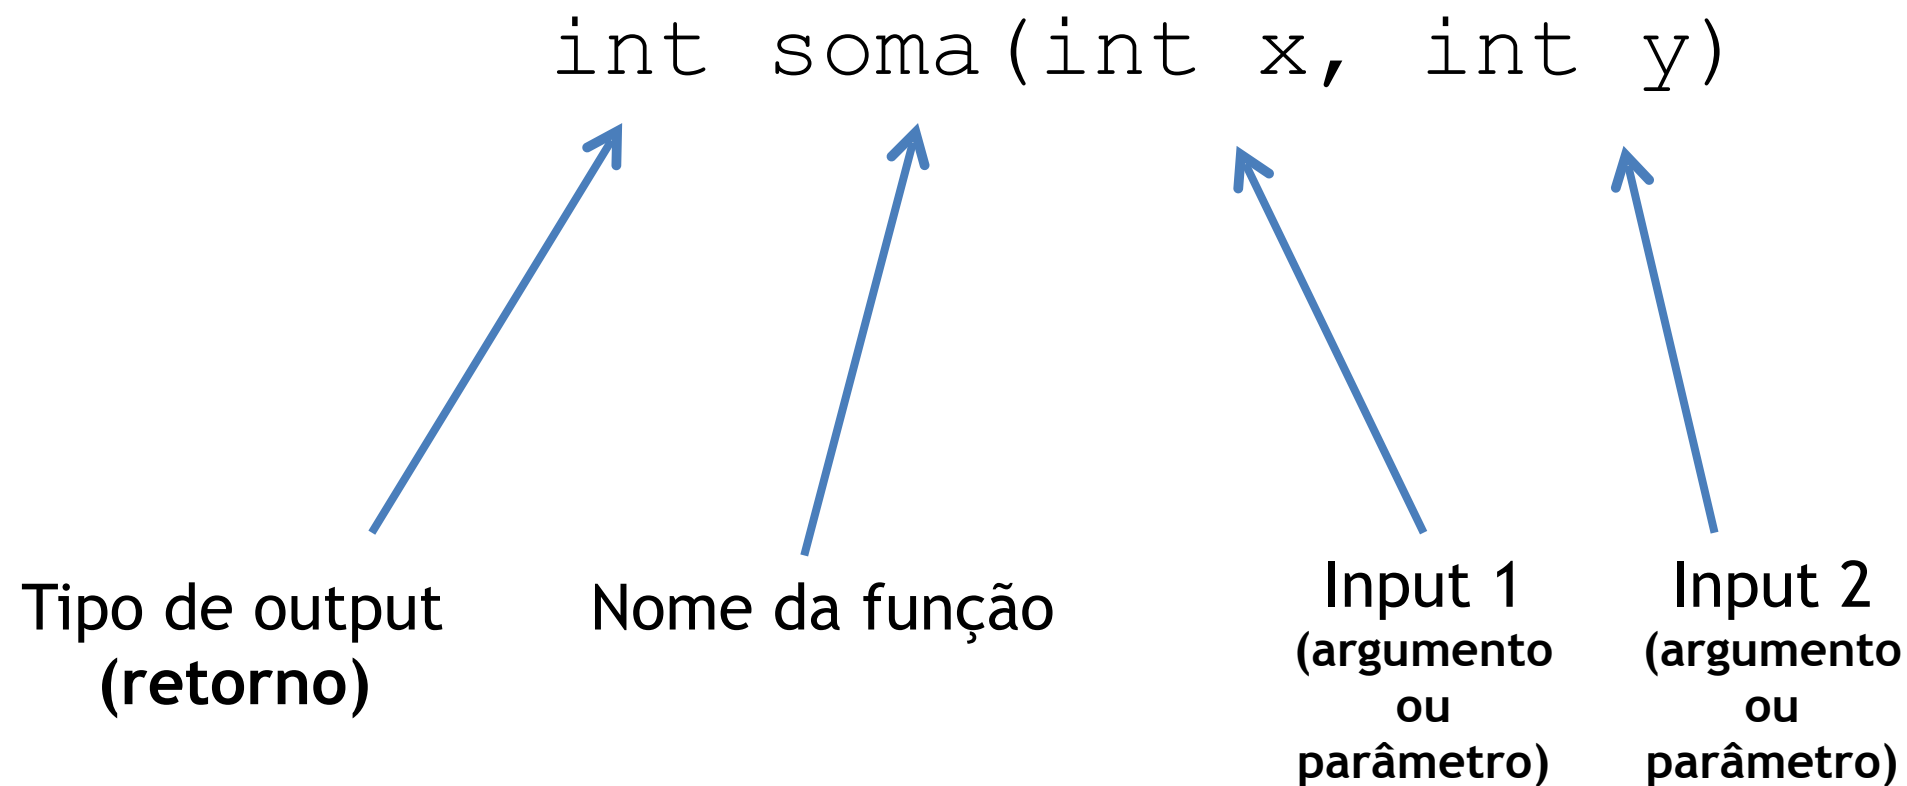 int soma(int x, int y)
Tipo de output
(retorno)
Nome da função
Input 1
(argumento
ou
parâmetro)
Input 2
(argumento
ou
parâmetro)